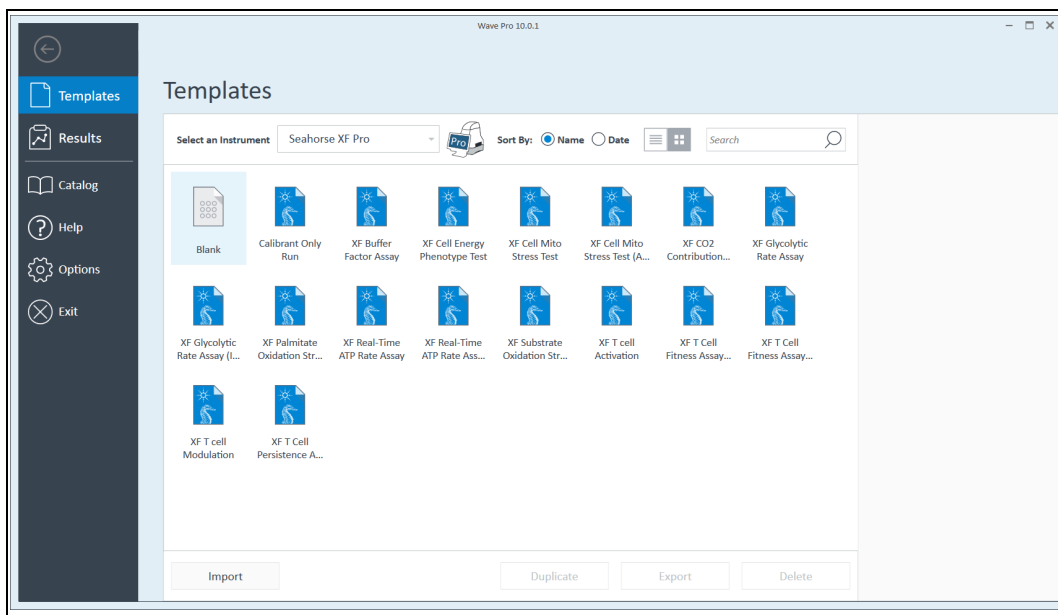 Wave Pro 10.0.1
Templates
Results
Catalog
Help
Options
Exit
Templates
Select an Instrument Seahorse XF Pro Pro Sort By: Name Date Search
Blank
Calibrant Only
Run
XF Buffer
Factor Assay
XF Cell Energy
Phenotype Test
XF Cell Mito
Stress Test
XF Cell Mito
Stress Test (A...
XF CO2
Contribution...
XF Glycolytic
Rate Assay
XF Glycolytic
Rate Assay (I...
XF Palmitate
Oxidation Str...
XF Real-Time
ATP Rate Assay
XF Real-Time
ATP Rate Ass...
XF Substrate
Oxidation Str...
XF T cell
Activation
XF T Cell
Fitness Assay...
XF T Cell
Fitness Assay...
XF T cell
Modulation
XF T Cell
Persistence A...
Import Duplicate Export Delete